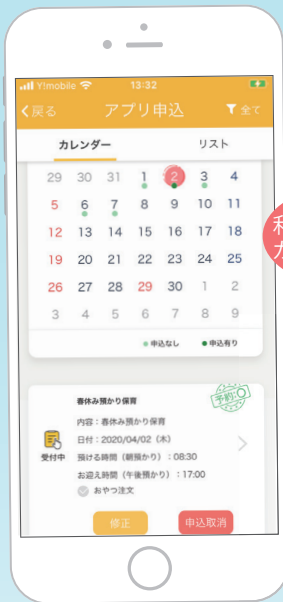 Y!mobile 13:32
戻る アプリ申込 全て
カレンダー リスト
29 30 31 1 2 3 4
5 6 7 8 9 10 11
12 13 14 15 16 17 18
19 20 21 22 23 24 25
26 27 28 29 30 1 2
3 4 5 6 7 8 9
申込なし 申込有り
春休み預かり保育
予約:〇
内容:春休み預かり保育
日付:2020/04/02(木)
受付中 預ける時間(朝預かり):08:30
お迎え時間(午後預かり):17:00
おやつ注文
修正 申込取消